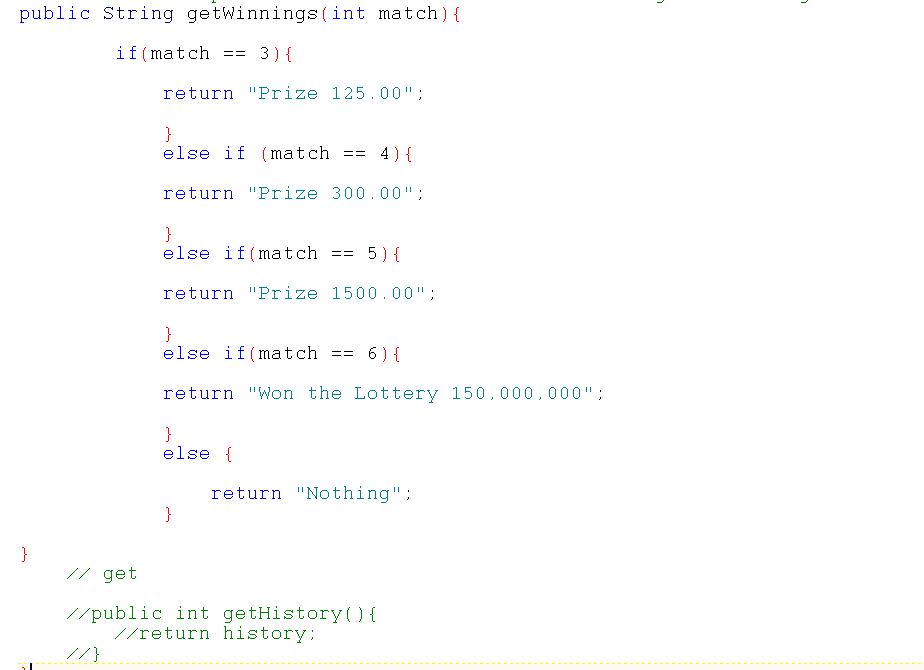 public String getWinnings(int match){
if(match == 3){
return "Prize 125.00";
}
else if (match == 4){
return "Prize 300.00";
}
else if(match == 5){
return "Prize 1500.00";
}
else if(match == 6){
return "Won the Lottery 150,000,000";
}
else {
return "Nothing";
}
}
// get
//public int getHistory(){
//return history;
//}
}